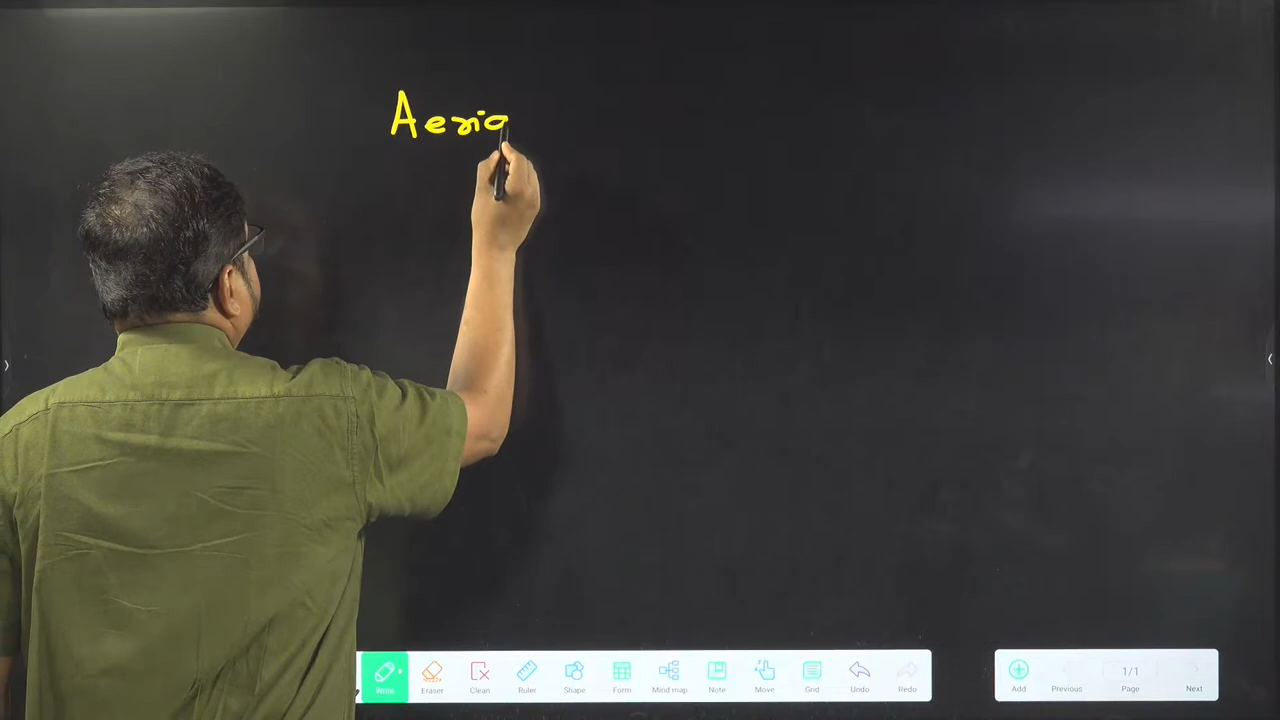 Aeria
Write
Eraser
Clean
Ruler
Shape
Form
Mind map
Note
Move
Grid
Undo
Redo
Add
Previous
1/1
Page
Next